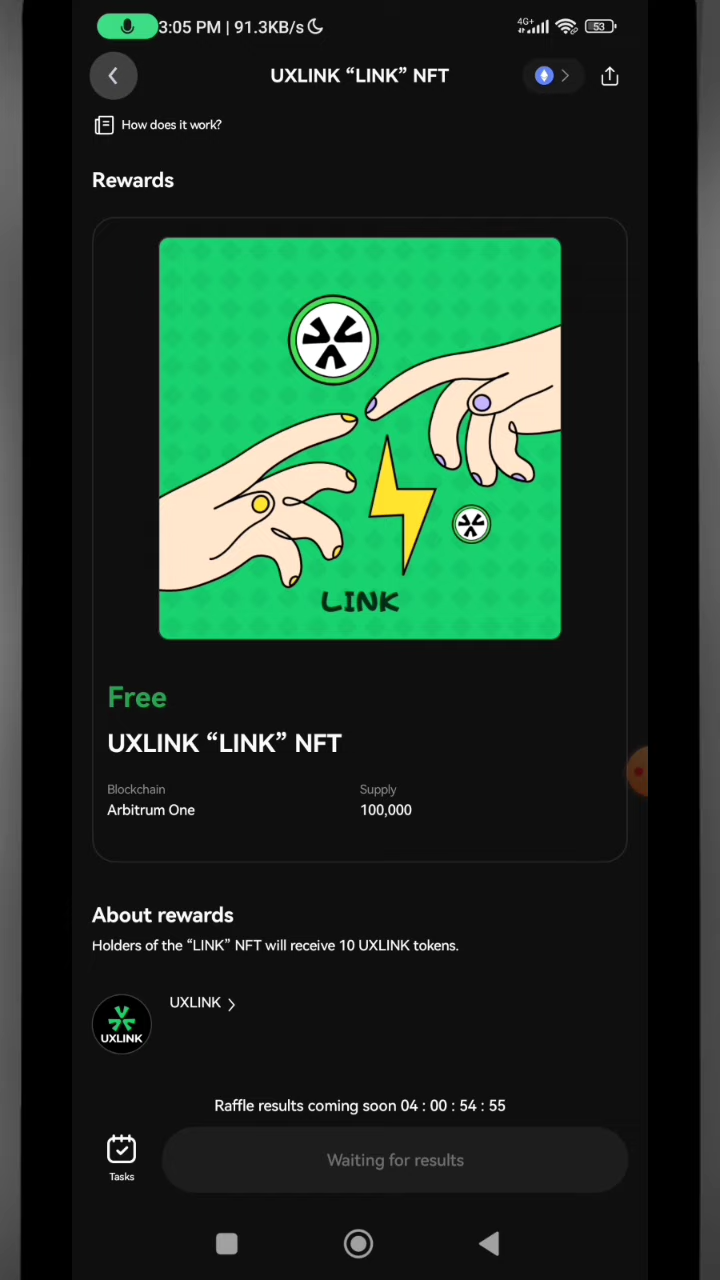 3:05 PM | 91.3KB/s
4G+
53
UXLINK “LINK” NFT
How does it work?
Rewards
LINK
Free
UXLINK “LINK” NFT
Blockchain
Supply
Arbitrum One
100,000
About rewards
Holders of the “LINK” NFT will receive 10 UXLINK tokens.
UXLINK
UXLINK
Raffle results coming soon 04 : 00 : 54 : 55
Waiting for results
Tasks